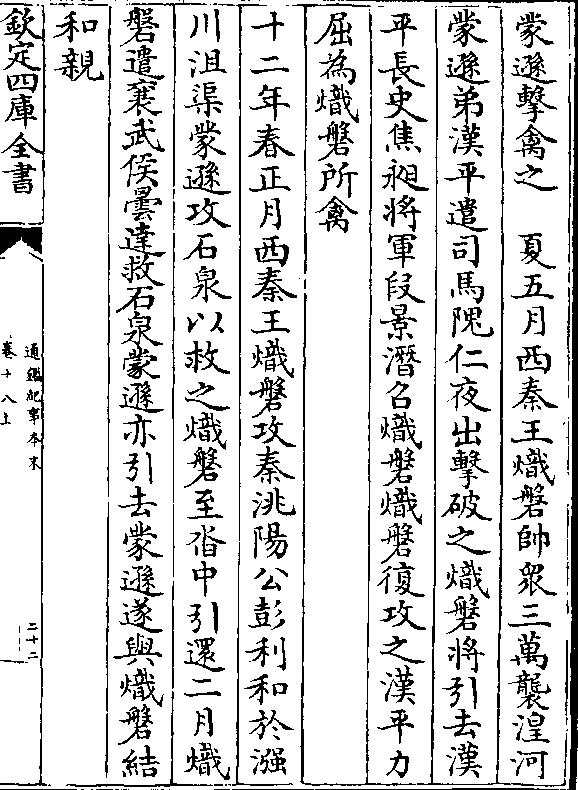 蒙遜擊禽之　夏五月西秦王熾磐帥衆三萬襲湟河
蒙遜弟漢平遣司馬隗仁夜出擊破之熾磐將引去漢
平長史焦昶將軍段景潛召熾磐熾磐復攻之漢平力
屈為熾磐所禽
十二年春正月西秦王熾磐攻秦洮陽公彭利和於漒
川沮渠蒙遜攻石泉以救之熾磐至沓中引還二月熾
磐遣襄武侯曇達救石泉蒙遜亦引去蒙遜遂與熾磐結
和親
欽定四庫全書
通鑑紀事本末
卷十八上
二十二